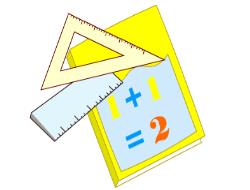 1 + 1
= 2